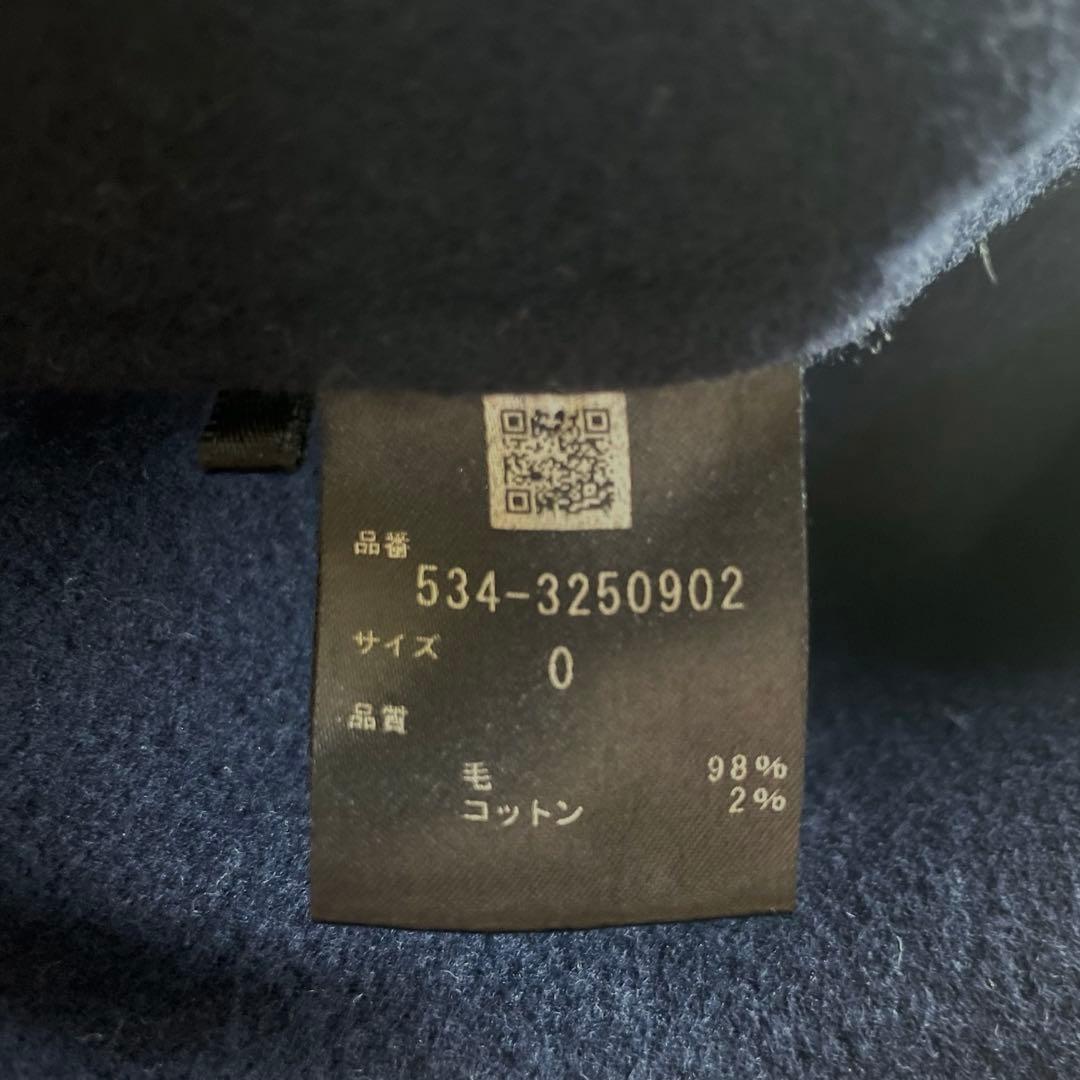 品番
534-3250902
サイズ
0
品質
毛 98%
コットン 2%